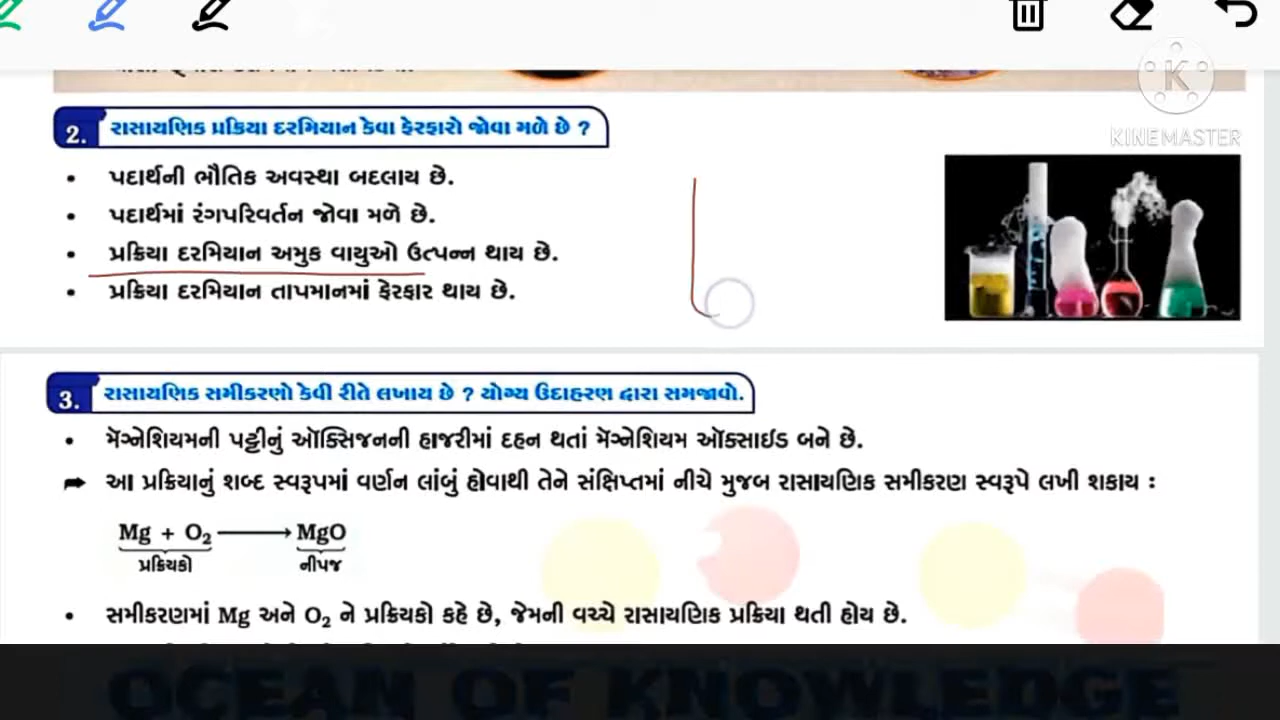 KINEMASTER
2. રાસાયણિક પ્રક્રિયા દરમિયાન કેવા ફેરફારો જોવા મળે છે ?
• પદાર્થની ભૌતિક અવસ્થા બદલાય છે.
• પદાર્થમાં રંગપરિવર્તન જોવા મળે છે.
• પ્રક્રિયા દરમિયાન અમુક વાયુઓ ઉત્પન્ન થાય છે.
• પ્રક્રિયા દરમિયાન તાપમાનમાં ફેરફાર થાય છે.
3. રાસાયણિક સમીકરણો કેવી રીતે લખાય છે ? યોગ્ય ઉદાહરણ દ્વારા સમજાવો.
• મૅગ્નેશિયમની પટ્ટીનું ઑક્સિજનની હાજરીમાં દહન થતાં મૅગ્નેશિયમ ઑક્સાઈડ બને છે.
➡ આ પ્રક્રિયાનું શબ્દ સ્વરૂપમાં વર્ણન લાંબું હોવાથી તેને સંક્ષિપ્તમાં નીચે મુજબ રાસાયણિક સમીકરણ સ્વરૂપે લખી શકાય :
Mg + O₂ ⟶ MgO
પ્રક્રિયકો નીપજ
• સમીકરણમાં Mg અને O₂ ને પ્રક્રિયકો કહે છે, જેમની વચ્ચે રાસાયણિક પ્રક્રિયા થતી હોય છે.
OCEAN OF KNOWLEDGE